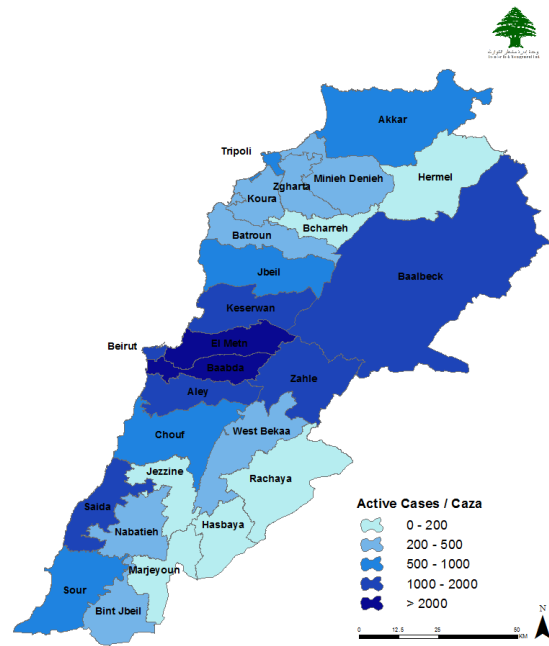 Akkar
Tripoli
Hermel
Minieh Denieh
Zgharta
Koura
Bcharreh
Batroun
Jbeil
Baalbeck
Keserwan
El Metn
Beirut
Baabda
Zahle
Aley
West Bekaa
Chouf
Jezzine
Rachaya
Saida
Hasbaya
Nabatieh
Marjeyoun
Sour
Bint Jbeil
Active Cases / Caza
0 - 200
200 - 500
500 - 1000
1000 - 2000
> 2000
N
0 12.5 25 50
KM